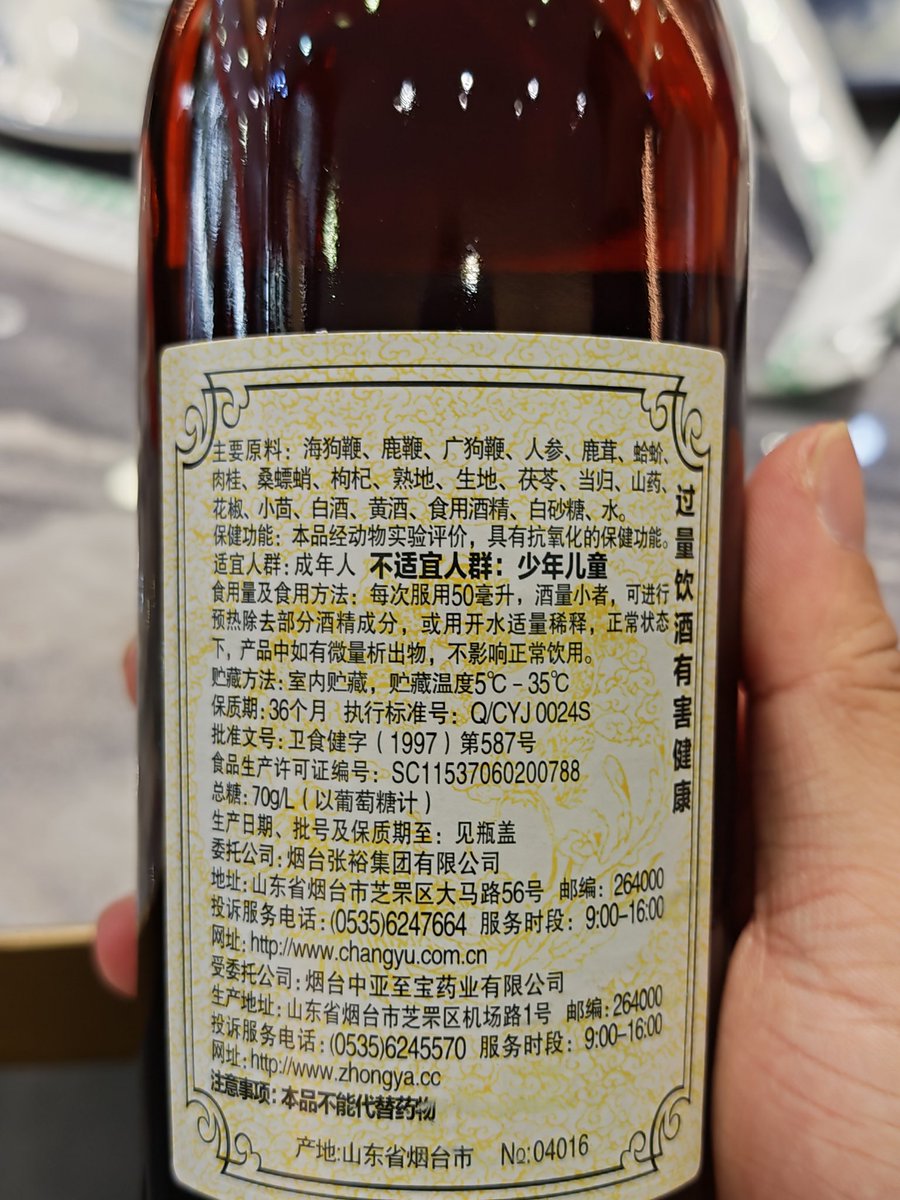 主要原料：海狗鞭、鹿鞭、广狗鞭、人参、鹿茸、蛤蚧、
肉桂、桑螵蛸、枸杞、熟地、生地、茯苓、当归、山药、
花椒、小茴、白酒、黄酒、食用酒精、白砂糖、水。
保健功能：本品经动物实验评价，具有抗氧化的保健功能。
适宜人群：成年人 不适宜人群：少年儿童
食用量及食用方法：每次服用50毫升，酒量小者，可进行
预热除去部分酒精成分，或用开水适量稀释，正常状态
下，产品中如有微量析出物，不影响正常饮用。
贮藏方法：室内贮藏，贮藏温度5℃－35℃
保质期：36个月 执行标准号：Q/CYJ 0024S
批准文号：卫食健字（1997）第587号
食品生产许可证编号：SC11537060200788
总糖：70g/L（以葡萄糖计）
生产日期、批号及保质期至：见瓶盖
委托公司：烟台张裕集团有限公司
地址：山东省烟台市芝罘区大马路56号 邮编：264000
投诉服务电话：(0535)6247664 服务时段：9:00-16:00
网址：http://www.changyu.com.cn
受委托公司：烟台中亚至宝药业有限公司
生产地址：山东省烟台市芝罘区机场路1号 邮编：264000
投诉服务电话：(0535)6245570 服务时段：9:00-16:00
网址：http://www.zhongya.cc
注意事项：本品不能代替药物
产地：山东省烟台市 №:04016
过量饮酒有害健康